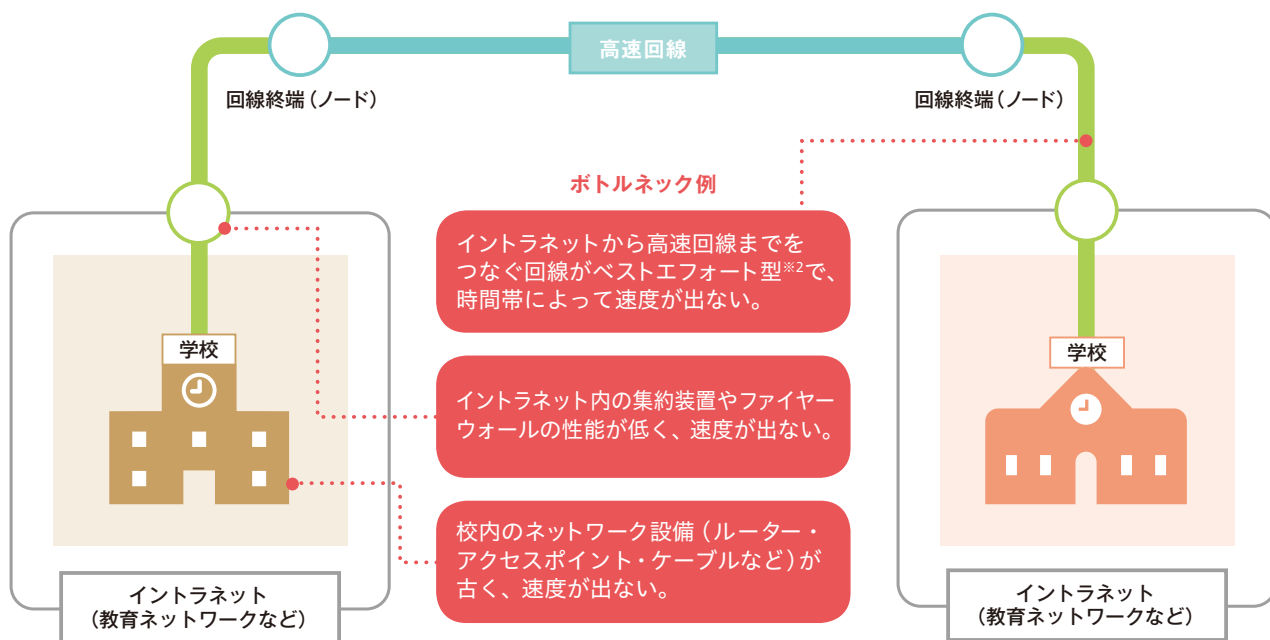 高速回線
回線終端（ノード）
回線終端（ノード）
ボトルネック例
イントラネットから高速回線までを
つなぐ回線がベストエフォート型※2で、
時間帯によって速度が出ない。
学校
学校
イントラネット内の集約装置やファイヤー
ウォールの性能が低く、速度が出ない。
校内のネットワーク設備（ルーター・
アクセスポイント・ケーブルなど）が
古く、速度が出ない。
イントラネット
（教育ネットワークなど）
イントラネット
（教育ネットワークなど）